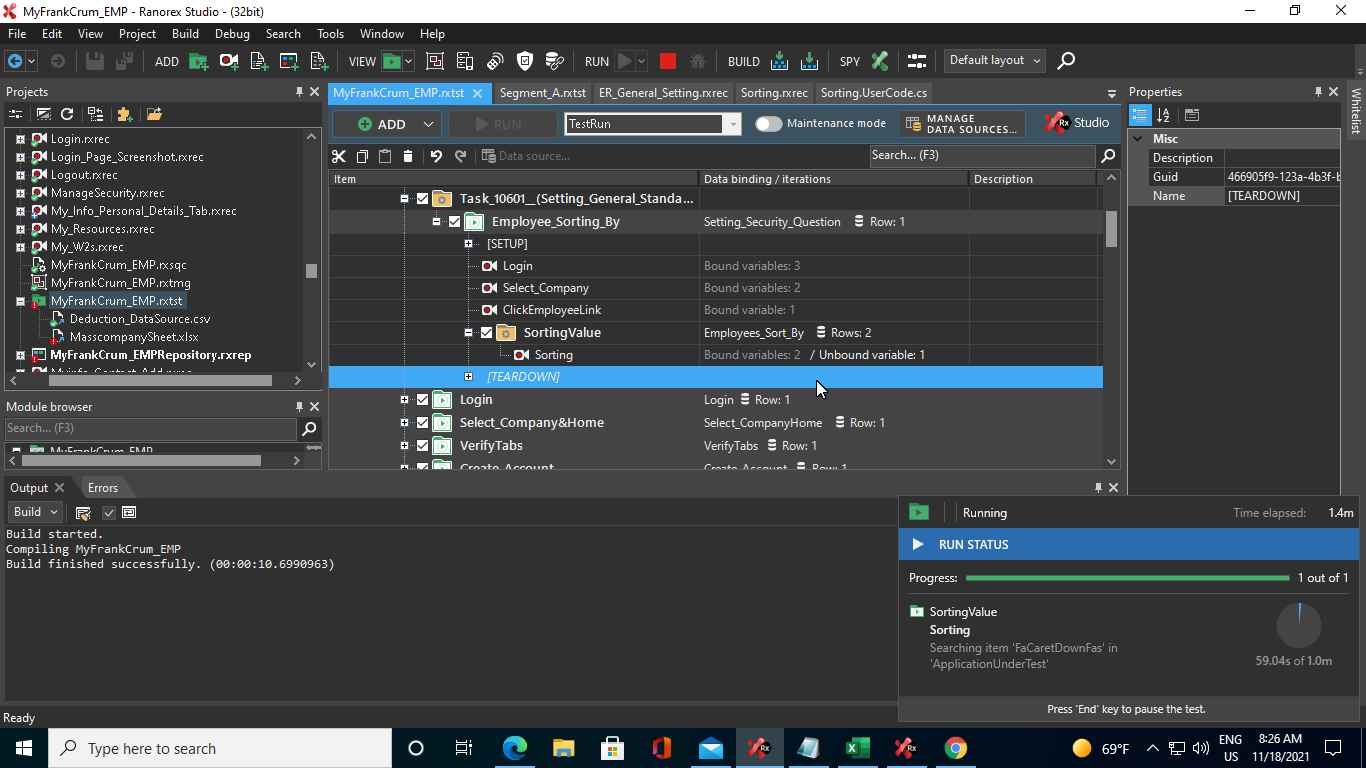 MyFrankCrum_EMP - Ranorex Studio - (32bit)
File Edit View Project Build Debug Search Tools Window Help
ADD VIEW RUN BUILD SPY Default layout
Projects
Login.rxrec
Login_Page_Screenshot.rxrec
Logout.rxrec
ManageSecurity.rxrec
My_Info_Personal_Details_Tab.rxrec
My_Resources.rxrec
My_W2s.rxrec
MyFrankCrum_EMP.rxsqc
MyFrankCrum_EMP.rxtmg
MyFrankCrum_EMP.rxtst
Deduction_DataSource.csv
MasscompanySheet.xlsx
MyFrankCrum_EMPRepository.rxrep
Module browser
Search... (F3)
MyFrankCrum_EMP
MyFrankCrum_EMP.rxtst Segment_A.rxtst ER_General_Setting.rxrec Sorting.rxrec Sorting.UserCode.cs
ADD RUN TestRun Maintenance mode MANAGE DATA SOURCES... Rx Studio
Data source... Search... (F3)
Item Data binding / iterations Description
Task_10601__(Setting_General_Standa...
Employee_Sorting_By Setting_Security_Question Row: 1
[SETUP]
Login Bound variables: 3
Select_Company Bound variables: 2
ClickEmployeeLink Bound variable: 1
SortingValue Employees_Sort_By Rows: 2
Sorting Bound variables: 2 / Unbound variable: 1
[TEARDOWN]
Login Login Row: 1
Select_Company&Home Select_CompanyHome Row: 1
VerifyTabs VerifyTabs Row: 1
Create_Account Create_Account Row: 1
Properties
Misc
Description
Guid 466905f9-123a-4b3f-b
Name [TEARDOWN]
Whitelist
Output Errors
Build
Build started.
Compiling MyFrankCrum_EMP
Build finished successfully. (00:00:10.6990963)
Running Time elapsed: 1.4m
RUN STATUS
Progress: 1 out of 1
SortingValue
Sorting
Searching item 'FaCaretDownFas' in
'ApplicationUnderTest'
59.04s of 1.0m
Press 'End' key to pause the test.
Ready
Type here to search
69°F
ENG
US
8:26 AM
11/18/2021